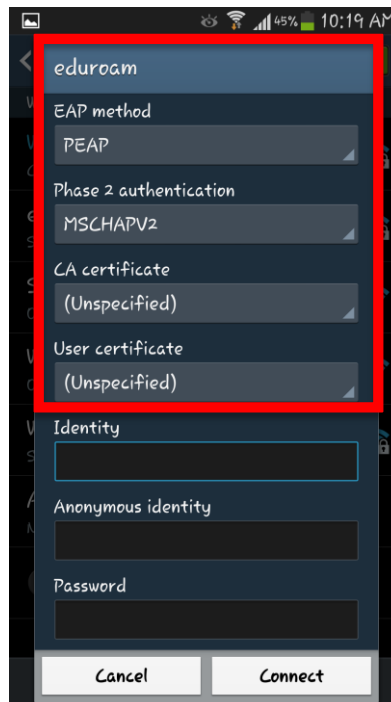 45% 10:19 AM
eduroam
EAP method
PEAP
Phase 2 authentication
MSCHAPV2
CA certificate
(Unspecified)
User certificate
(Unspecified)
Identity
Anonymous identity
Password
Cancel
Connect